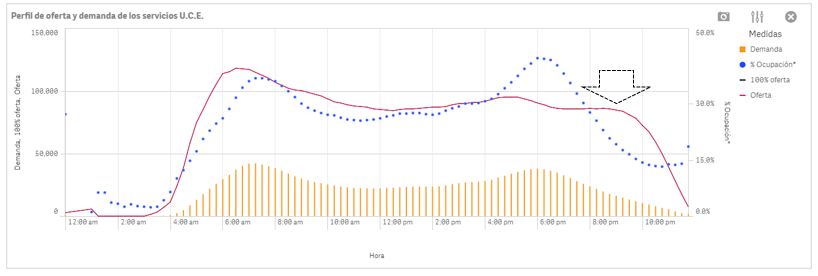 Perfil de oferta y demanda de los servicios U.C.E.
Medidas
Demanda
% Ocupación*
100% oferta
Oferta
150,000
100,000
50,000
0
Demanda, 100% oferta, Oferta
50.0%
30.0%
15.0%
0.0%
% Ocupación*
12:00 am 2:00 am 4:00 am 6:00 am 8:00 am 10:00 am 12:00 pm 2:00 pm 4:00 pm 6:00 pm 8:00 pm 10:00 pm
Hora